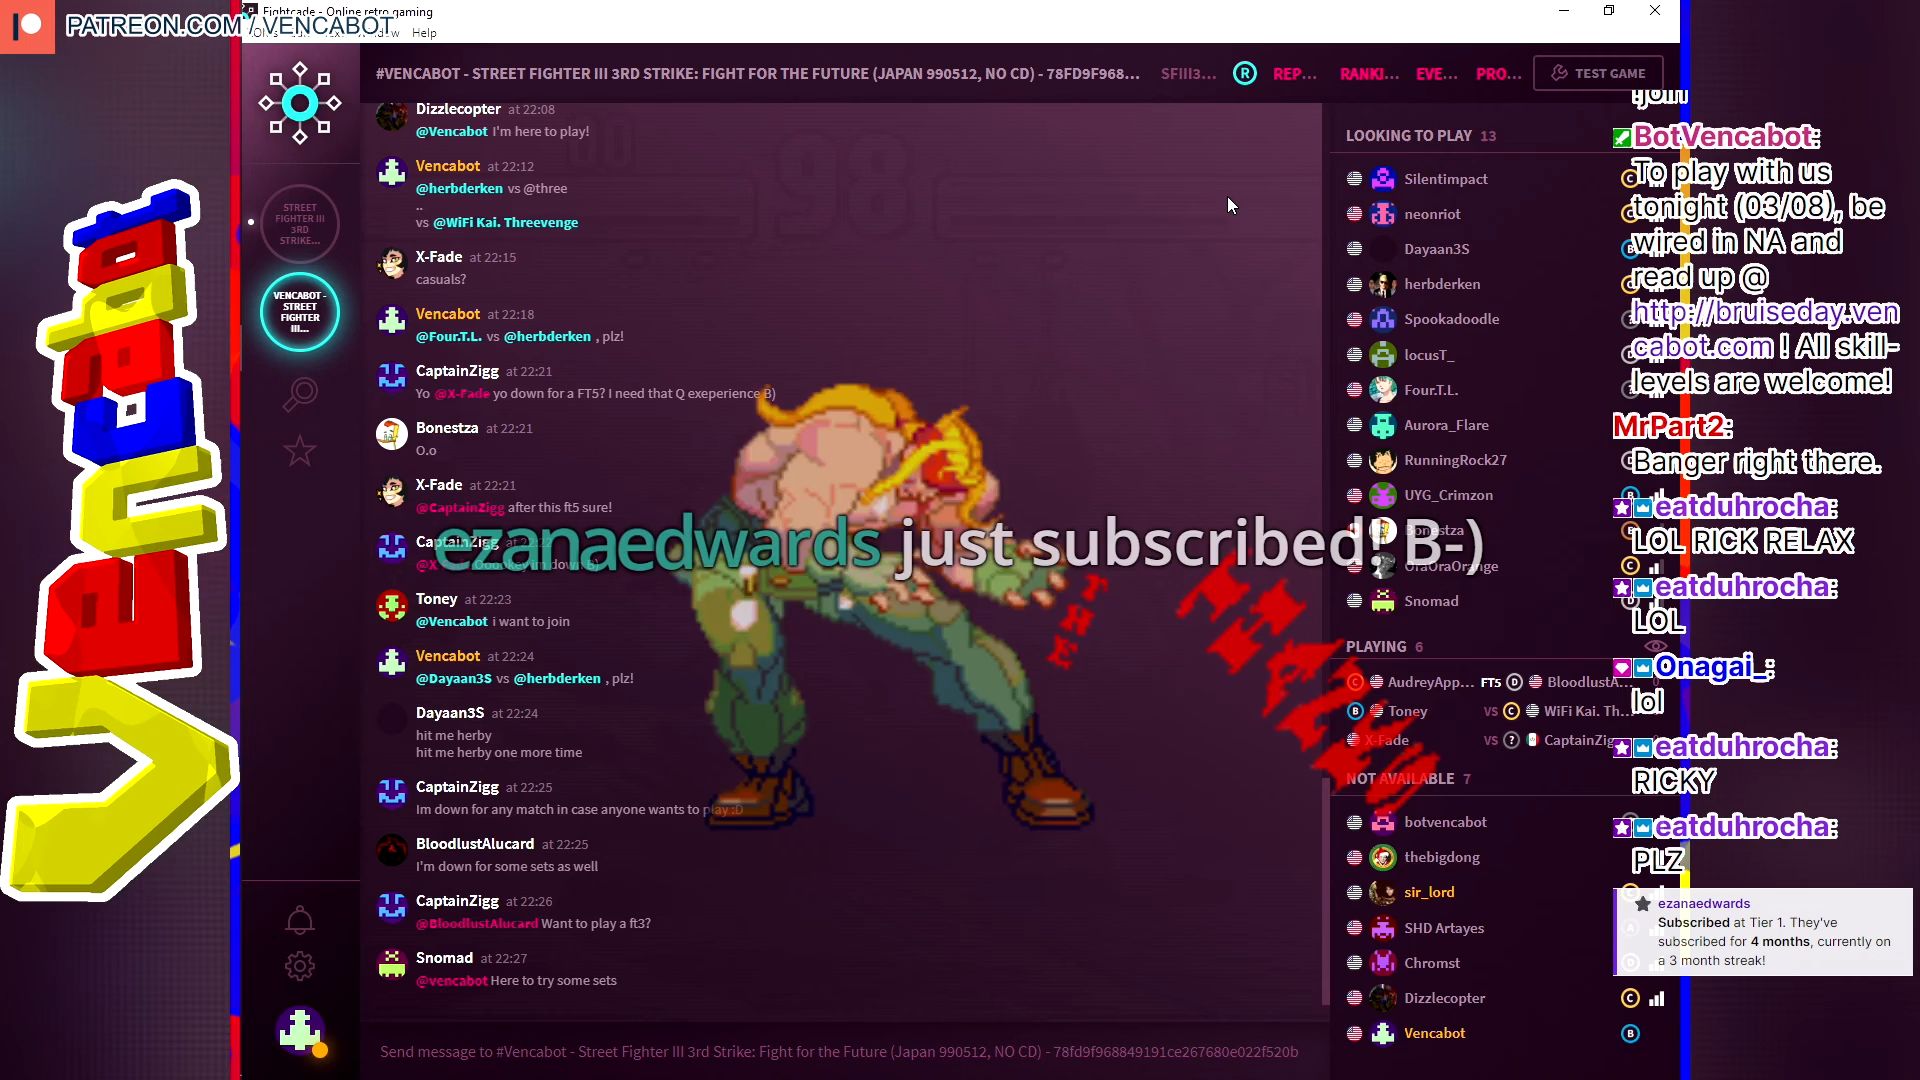 PATREON.COM / VENCABOT
Fightcade - Online retro gaming
Help
#VENCABOT - STREET FIGHTER III 3RD STRIKE: FIGHT FOR THE FUTURE (JAPAN 990512, NO CD) - 78FD9F968...
SFIII3...
R
REP...
RANKI...
EVE...
PRO...
TEST GAME
STREET
FIGHTER III
3RD
STRIKE...
VENCABOT -
STREET
FIGHTER
III...
Vencabot
Dizzlecopter at 22:08
@Vencabot I'm here to play!
Vencabot at 22:12
@herbderken vs @three
..
vs @WiFi Kai. Threevenge
X-Fade at 22:15
casuals?
Vencabot at 22:18
@Four.T.L. vs @herbderken , plz!
CaptainZigg at 22:21
Yo @X-Fade yo down for a FT5? I need that Q exeperience B)
Bonestza at 22:21
O.o
X-Fade at 22:21
@CaptainZigg after this ft5 sure!
CaptainZigg at 22:22
ezanaedwards just subscribed! B-)
Toney at 22:23
@Vencabot i want to join
Vencabot at 22:24
@Dayaan3S vs @herbderken , plz!
Dayaan3S at 22:24
hit me herby
hit me herby one more time
CaptainZigg at 22:25
Im down for any match in case anyone wants to play :D
BloodlustAlucard at 22:25
I'm down for some sets as well
CaptainZigg at 22:26
@BloodlustAlucard Want to play a ft3?
Snomad at 22:27
@vencabot Here to try some sets
Send message to #Vencabot - Street Fighter III 3rd Strike: Fight for the Future (Japan 990512, NO CD) - 78fd9f968849191ce267680e022f520b
THE
LOOKING TO PLAY 13
Silentimpact
neonriot
Dayaan3S
herbderken
Spookadoodle
locusT_
Four.T.L.
Aurora_Flare
RunningRock27
UYG_Crimzon
Bonestza
OraOraOrange
Snomad
PLAYING 6
AudreyApp... FT5 BloodlustA...
Toney VS WiFi Kai. Th...
X-Fade VS CaptainZig
NOT AVAILABLE 7
botvencabot
thebigdong
sir_lord
SHD Artayes
Chromst
Dizzlecopter C
Vencabot B
!join
BotVencabot:
To play with us
tonight (03/08), be
wired in NA and
read up @
http://bruiseday.ven
cabot.com ! All skill-
levels are welcome!
MrPart2:
Banger right there.
eatduhrocha:
LOL RICK RELAX
eatduhrocha:
LOL
Onagai_:
lol
eatduhrocha:
RICKY
eatduhrocha:
PLZ
ezanaedwards
Subscribed at Tier 1. They've
subscribed for 4 months, currently on
a 3 month streak!